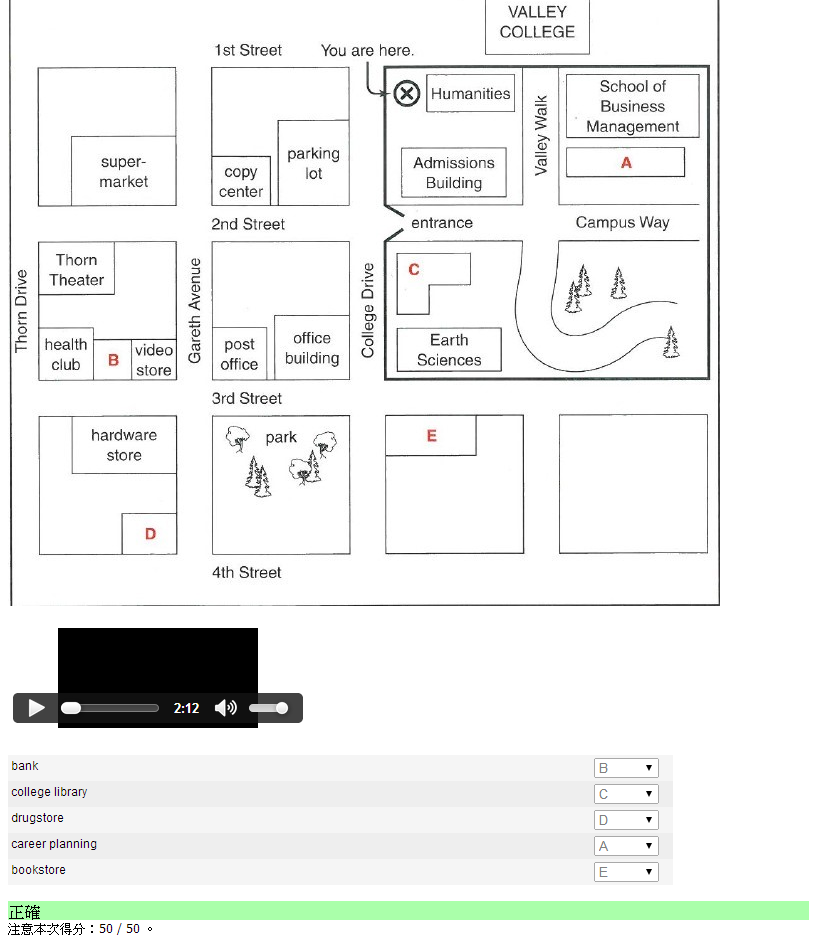 VALLEY
COLLEGE
1st Street
You are here.
Humanities
Valley Walk
School of
Business
Management
super-
market
copy
center
parking
lot
Admissions
Building
A
2nd Street
entrance
Campus Way
Thorn Drive
Thorn
Theater
Gareth Avenue
College Drive
C
health
club
B
video
store
post
office
office
building
Earth
Sciences
3rd Street
hardware
store
park
E
D
4th Street
2:12
bank B
college library C
drugstore D
career planning A
bookstore E
正確
注意本次得分：50 / 50 。